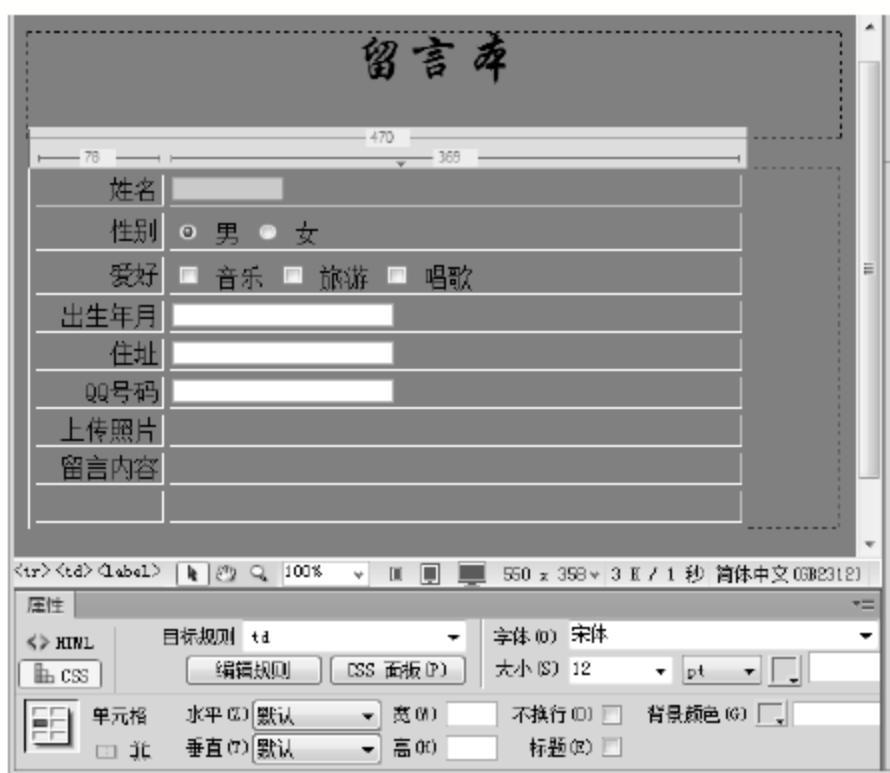 留言本
470
78 369
姓名
性别 男 女
爱好 音乐 旅游 唱歌
出生年月
住址
QQ号码
上传照片
留言内容
<tr><td><label> 100% 550 x 358 3 K / 1 秒 简体中文(GB2312)
属性
<> HTML 目标规则 td 字体(O) 宋体
CSS 编辑规则 CSS 面板(P) 大小(S) 12 pt
单元格 水平(Z) 默认 宽(W) 不换行(O) 背景颜色(G)
垂直(T) 默认 高(H) 标题(E)